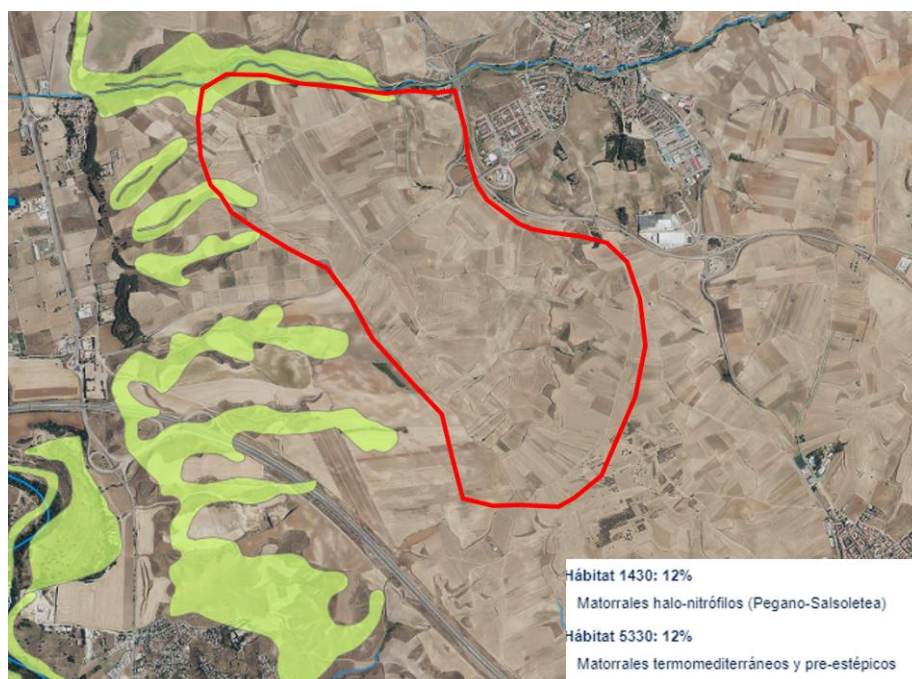 Hábitat 1430: 12%
Matorrales halo-nitrófilos (Pegano-Salsoletea)
Hábitat 5330: 12%
Matorrales termomediterráneos y pre-estépicos